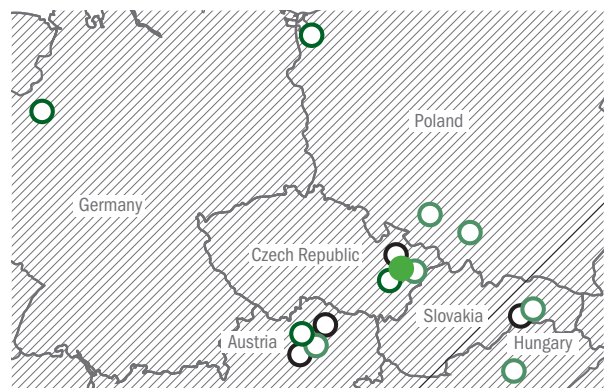 Poland
Germany
Czech Republic
Slovakia
Austria
Hungary